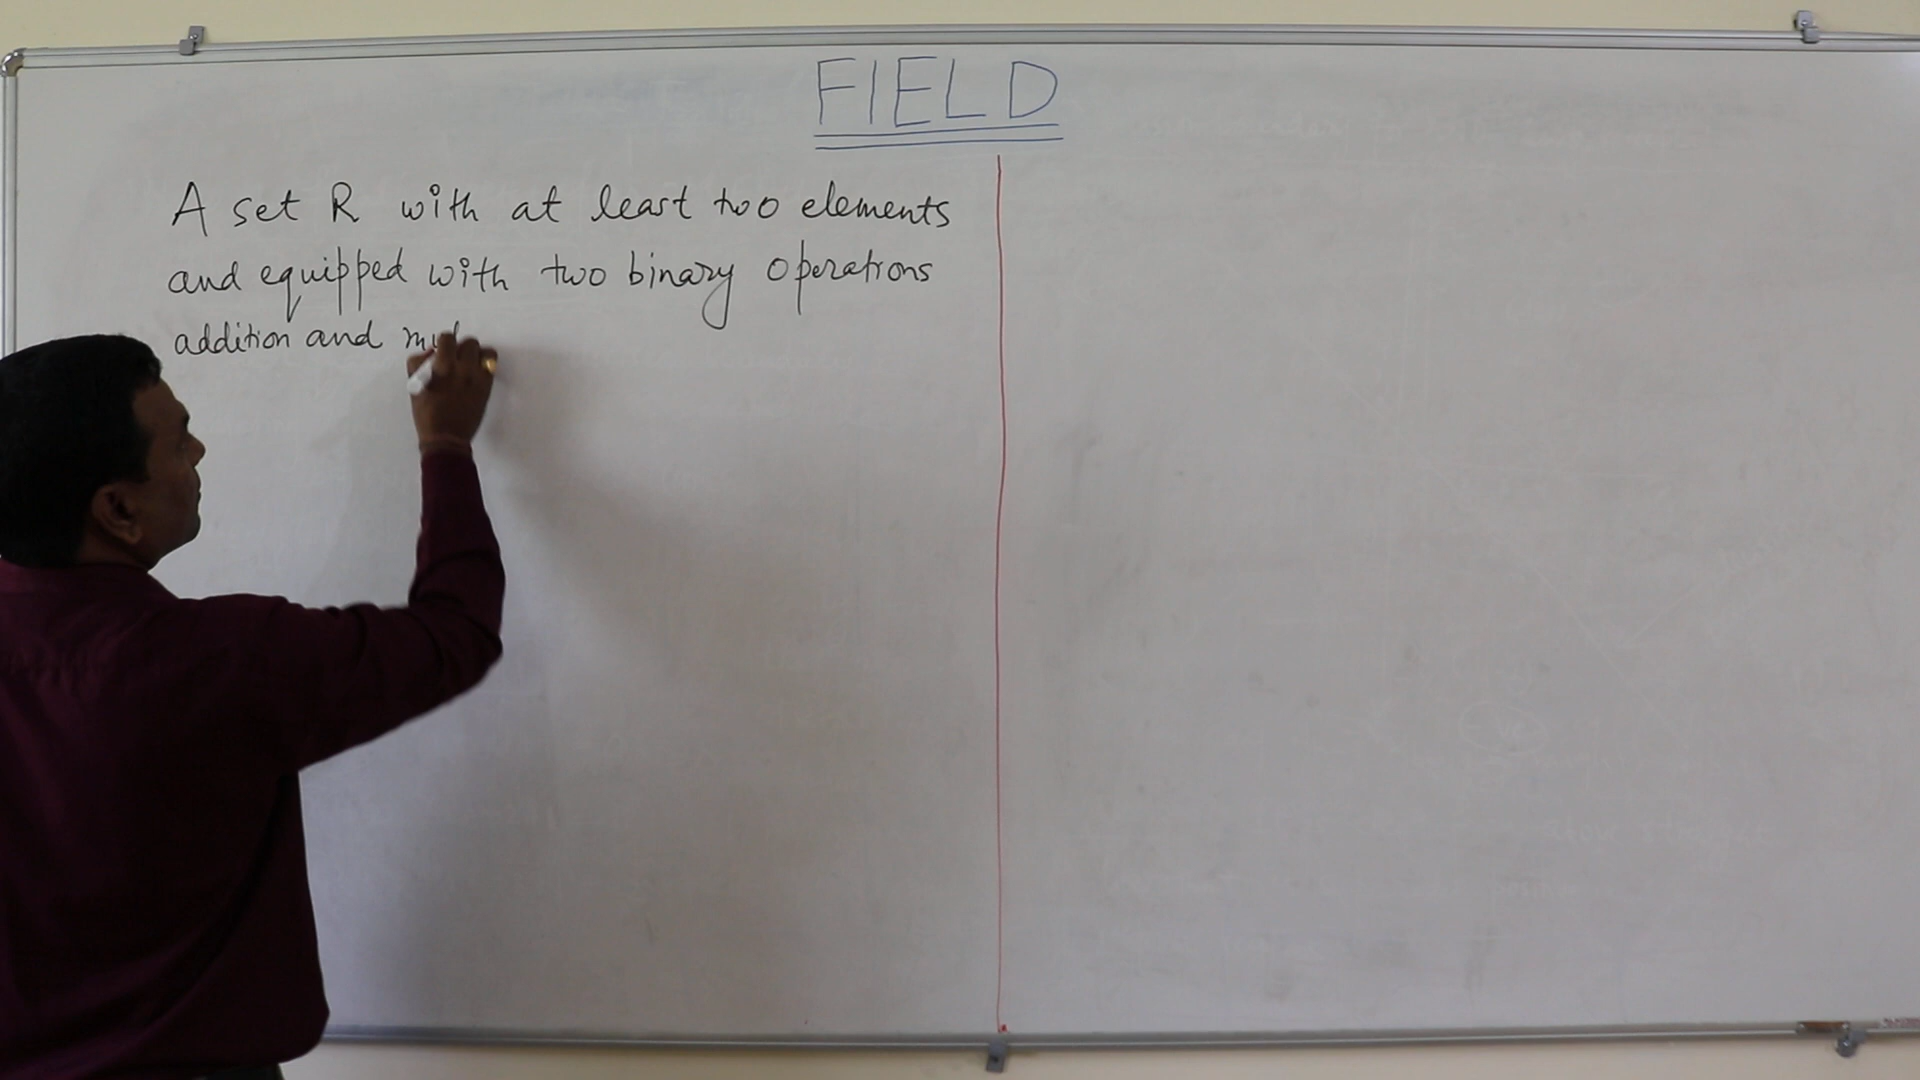 FIELD
A set R with at least two elements
and equipped with two binary operations
addition and mul